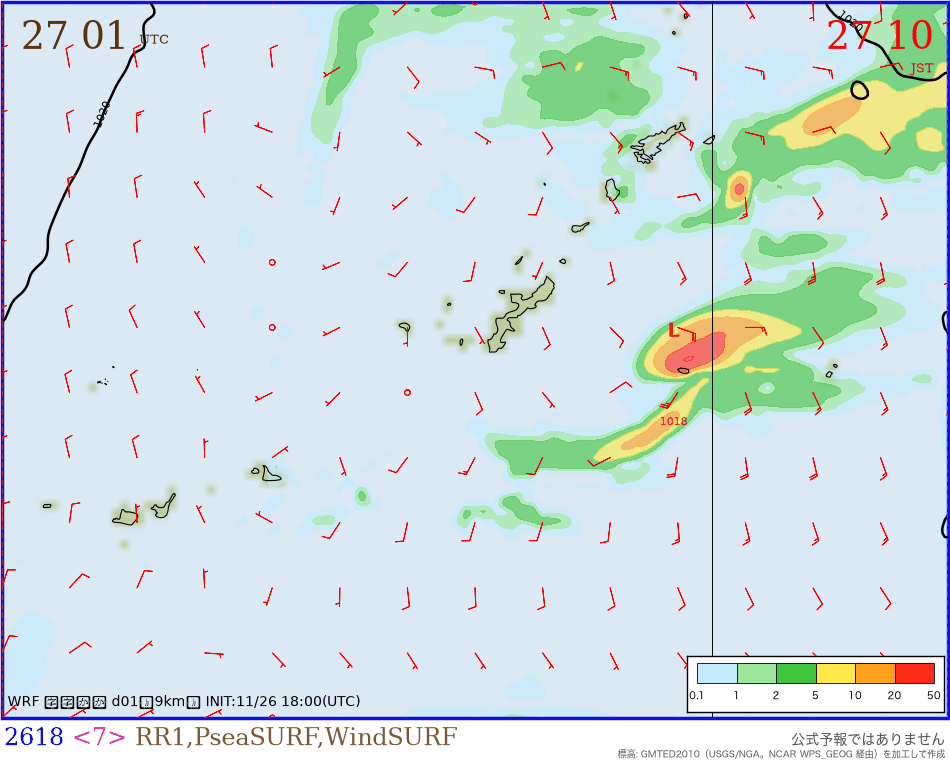 27 01 UTC
27 10 JST
1020
1020
L
1018
0.1 1 2 5 10 20 50
WRF d01 9km INIT:11/26 18:00(UTC)
2618 <7> RR1,PseaSURF,WindSURF
公式予報ではありません
標高: GMTED2010（USGS/NGA。NCAR WPS_GEOG 経由）を加工して作成